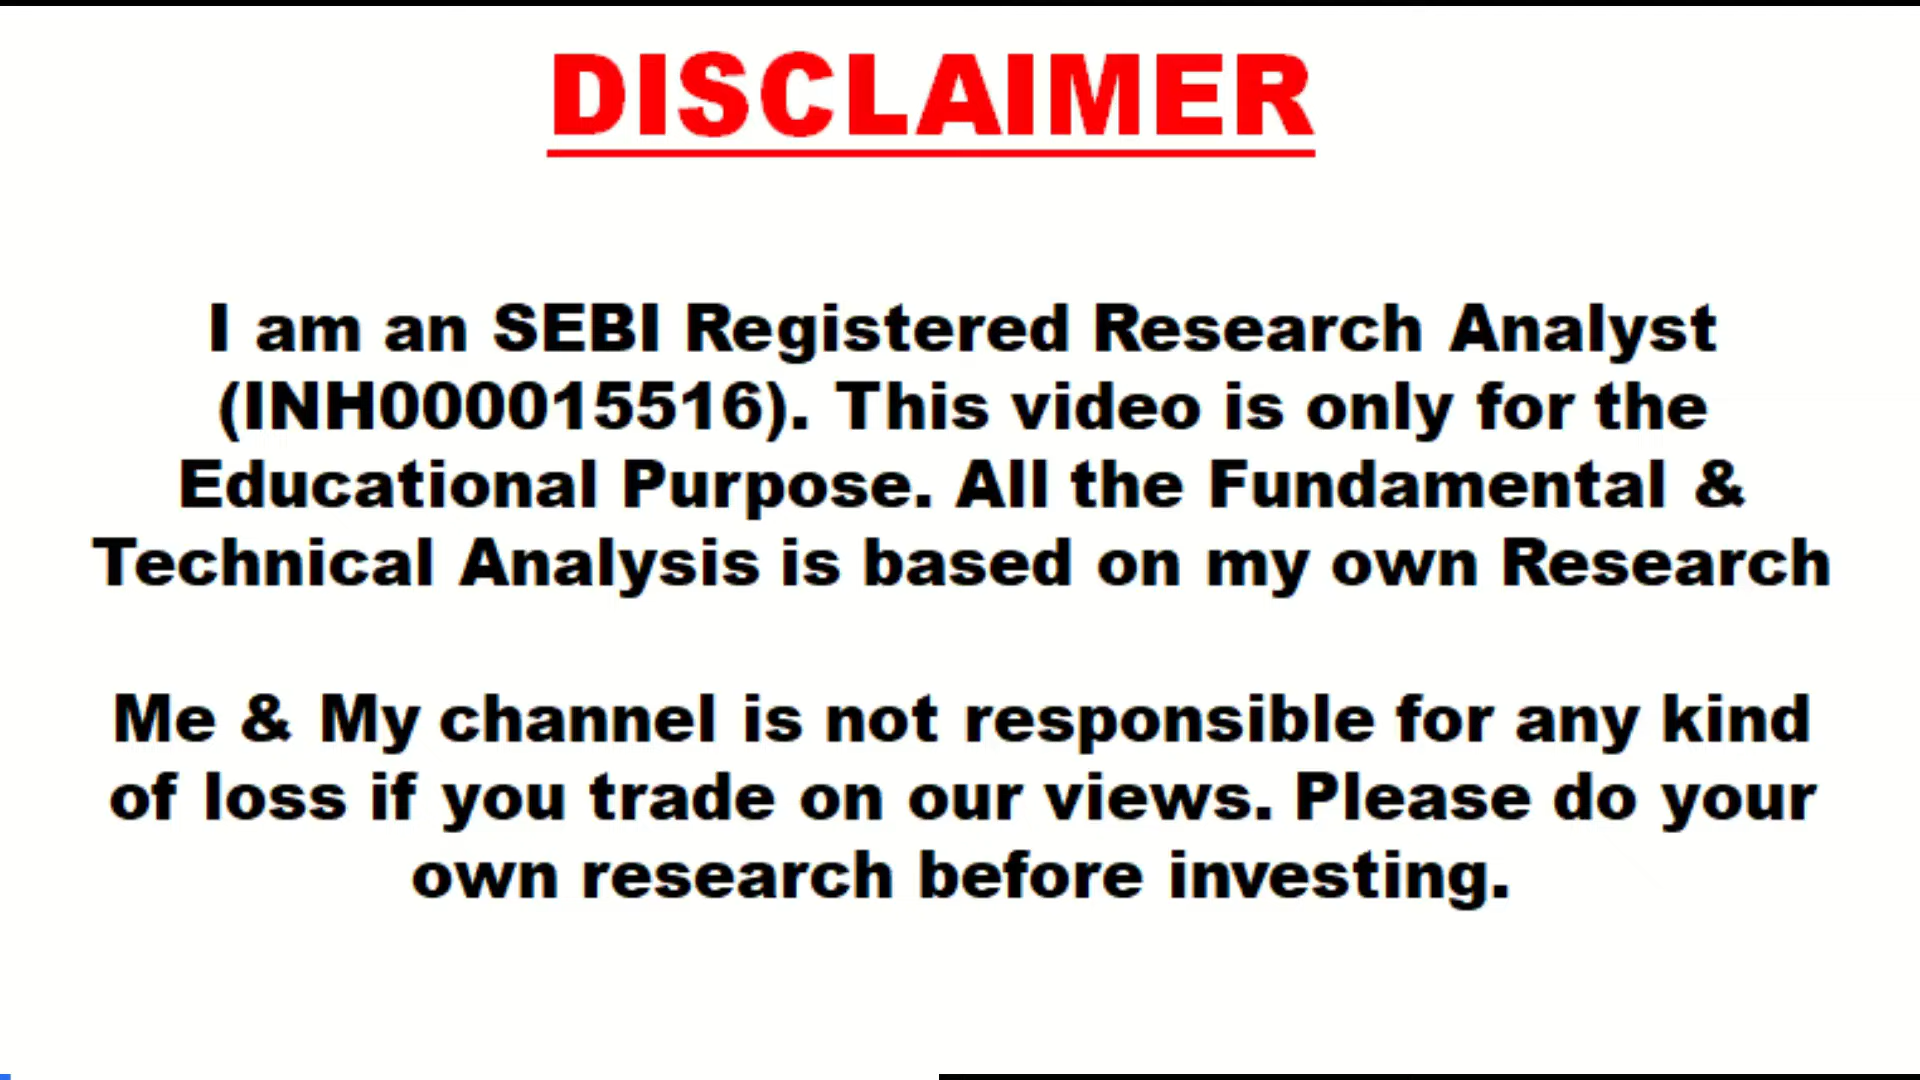 DISCLAIMER
I am an SEBI Registered Research Analyst
(INH000015516). This video is only for the
Educational Purpose. All the Fundamental &
Technical Analysis is based on my own Research
Me & My channel is not responsible for any kind
of loss if you trade on our views. Please do your
own research before investing.